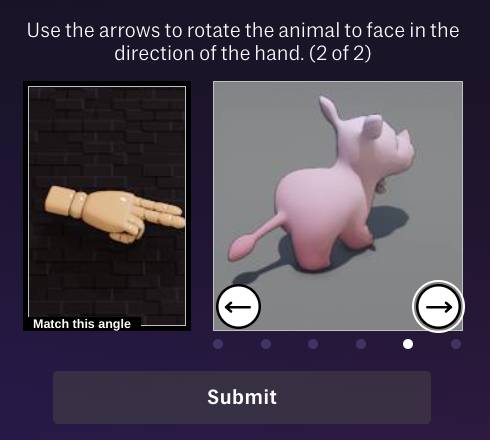 Use the arrows to rotate the animal to face in the
direction of the hand. (2 of 2)
Match this angle
Submit